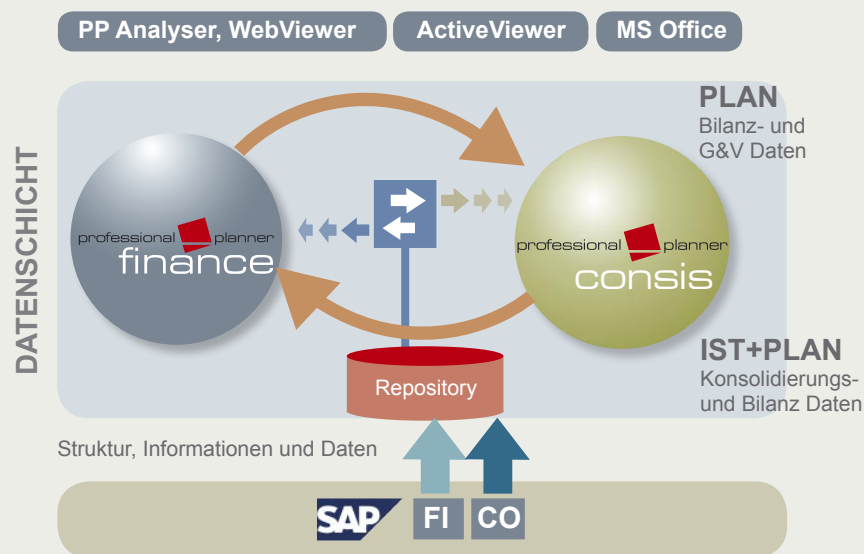 PP Analyser, WebViewer
ActiveViewer
MS Office
DATENSCHICHT
PLAN
Bilanz- und
G&V Daten
professional planner
finance
professional planner
consis
IST+PLAN
Konsolidierungs-
und Bilanz Daten
Repository
Struktur, Informationen und Daten
SAP
FI
CO